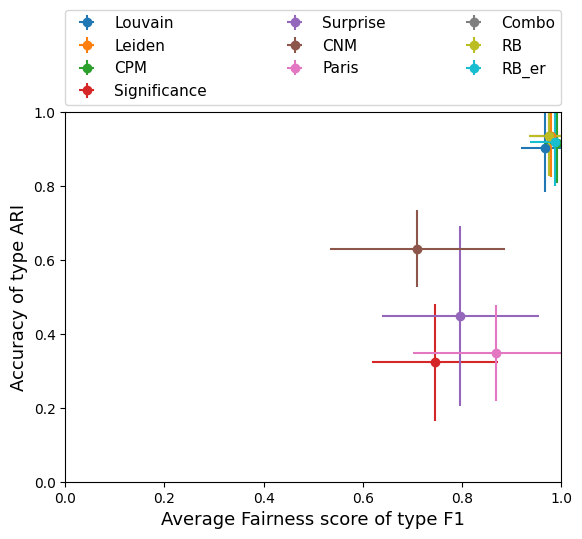 Louvain Surprise Combo
Leiden CNM RB
CPM Paris RB_er
Significance
1.0
0.8
0.6
0.4
0.2
0.0
Accuracy of type ARI
0.0 0.2 0.4 0.6 0.8 1.0
Average Fairness score of type F1